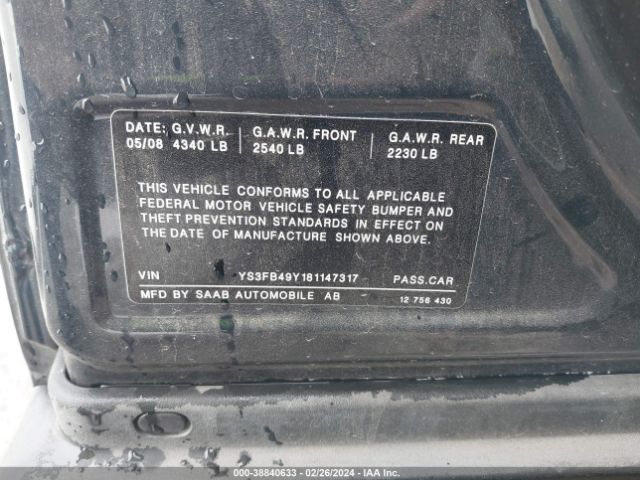 DATE: G.V.W.R. G.A.W.R. FRONT G.A.W.R. REAR
05/08 4340 LB 2540 LB 2230 LB
THIS VEHICLE CONFORMS TO ALL APPLICABLE
FEDERAL MOTOR VEHICLE SAFETY BUMPER AND
THEFT PREVENTION STANDARDS IN EFFECT ON
THE DATE OF MANUFACTURE SHOWN ABOVE.
VIN YS3FB49Y181147317 PASS.CAR
MFD BY SAAB AUTOMOBILE AB 12 756 430
000-38840633 - 02/26/2024 - IAA Inc.